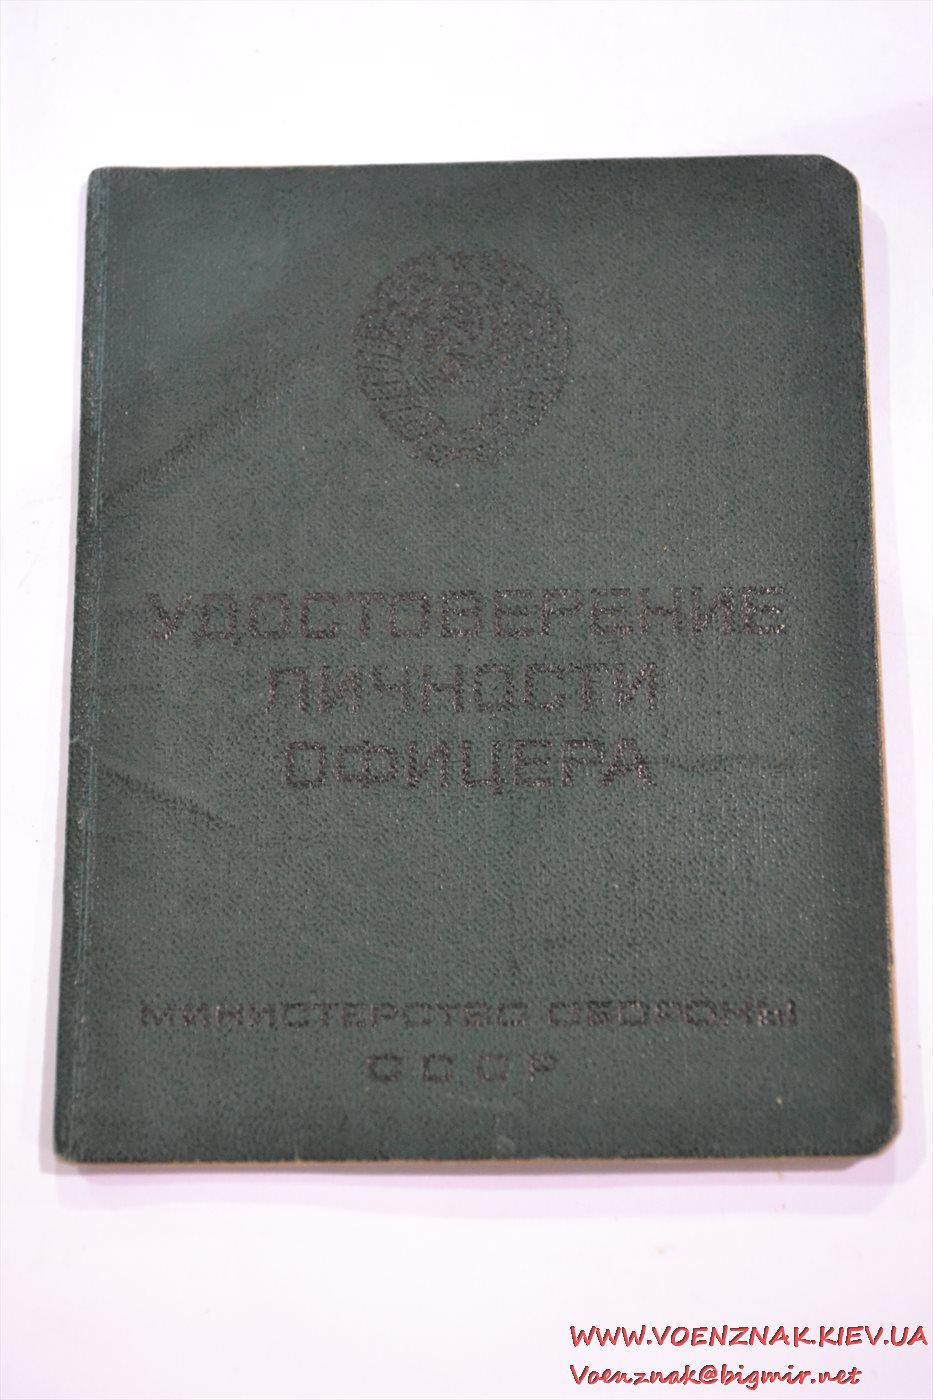 УДОСТОВЕРЕНИЕ
ЛИЧНОСТИ
ОФИЦЕРА
МИНИСТЕРСТВО ОБОРОНЫ
СССР
WWW.VOENZNAK.KIEV.UA
Voenznak@bigmir.net